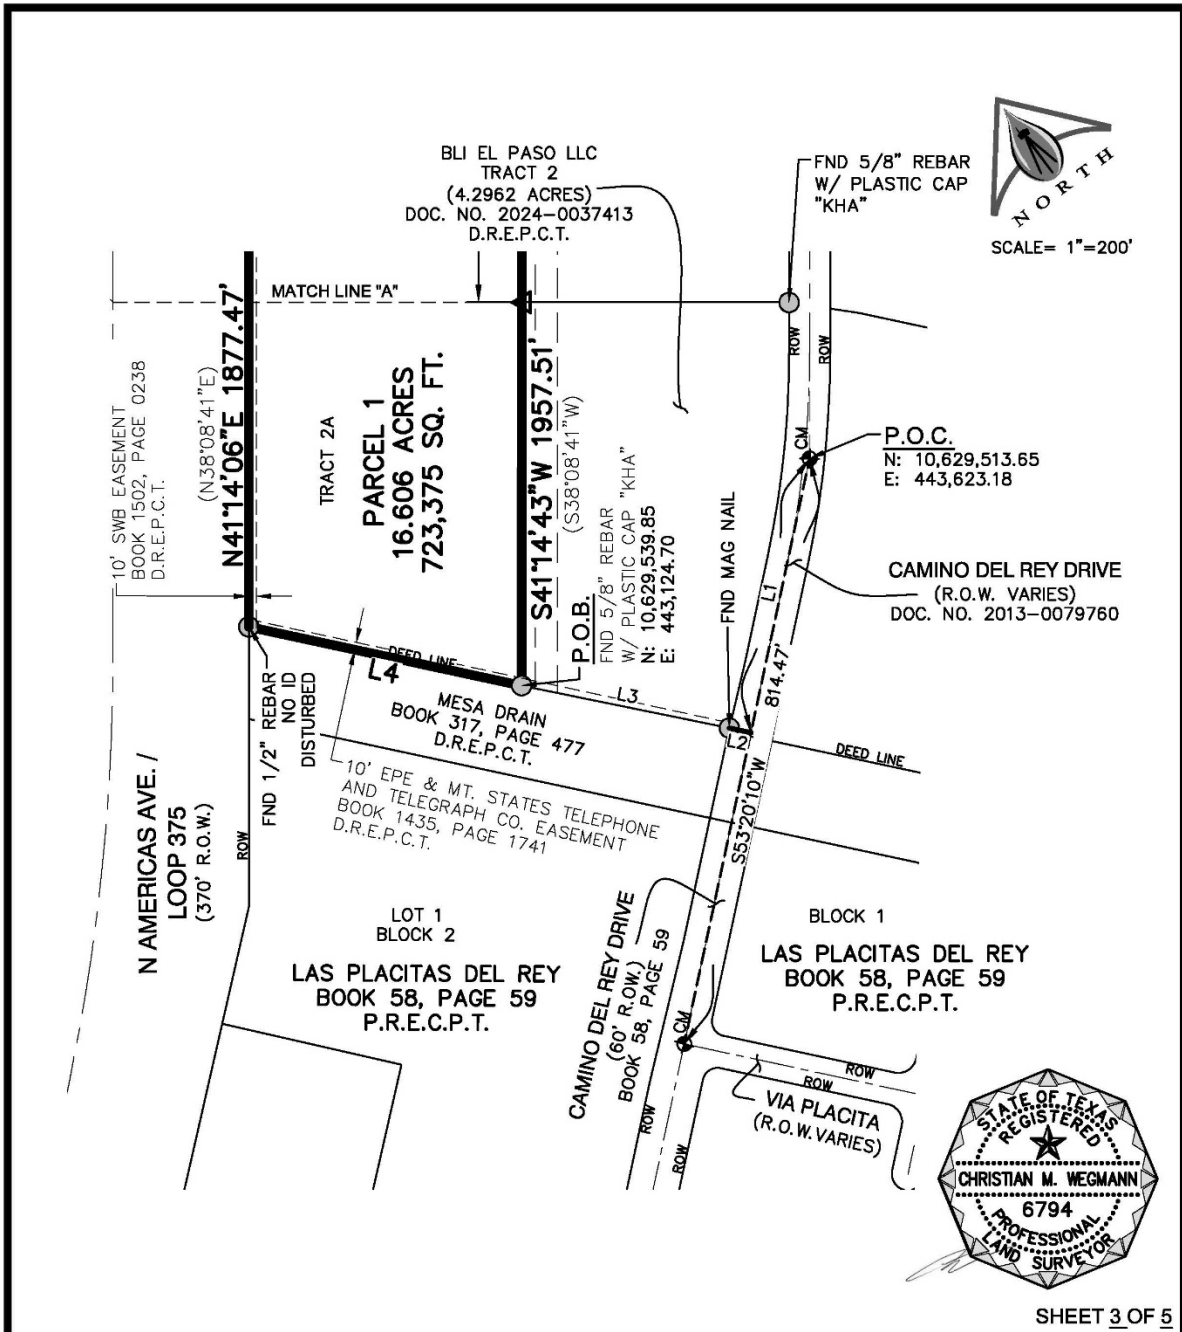 BLI EL PASO LLC
TRACT 2
(4.2962 ACRES)
DOC. NO. 2024-0037413
D.R.E.P.C.T.
FND 5/8" REBAR
W/ PLASTIC CAP
"KHA"
NORTH
SCALE= 1"=200'
MATCH LINE "A"
10' SWB EASEMENT
BOOK 1502, PAGE 0238
D.R.E.P.C.T.
(N38°08'41"E)
N41°14'06"E 1877.47'
TRACT 2A
PARCEL 1
16.606 ACRES
723,375 SQ. FT.
S41°14'43"W 1957.51'
(S38°08'41"W)
P.O.B.
FND 5/8" REBAR
W/ PLASTIC CAP "KHA"
N: 10,629,539.85
E: 443,124.70
FND MAG NAIL
ROW
ROW
CM
P.O.C.
N: 10,629,513.65
E: 443,623.18
L1
CAMINO DEL REY DRIVE
(R.O.W. VARIES)
DOC. NO. 2013-0079760
814.47'
S53°20'10"W
DEED LINE
L4
L3
L2
DEED LINE
MESA DRAIN
BOOK 317, PAGE 477
D.R.E.P.C.T.
FND 1/2" REBAR
NO ID
DISTURBED
10' EPE & MT. STATES TELEPHONE
AND TELEGRAPH CO. EASEMENT
BOOK 1435, PAGE 1741
D.R.E.P.C.T.
N AMERICAS AVE. /
LOOP 375
(370' R.O.W.)
ROW
LOT 1
BLOCK 2
LAS PLACITAS DEL REY
BOOK 58, PAGE 59
P.R.E.C.P.T.
CAMINO DEL REY DRIVE
(60' R.O.W.)
BOOK 58, PAGE 59
BLOCK 1
LAS PLACITAS DEL REY
BOOK 58, PAGE 59
P.R.E.C.P.T.
CM
ROW
ROW
VIA PLACITA
(R.O.W.VARIES)
ROW
ROW
STATE OF TEXAS
REGISTERED
CHRISTIAN M. WEGMANN
6794
PROFESSIONAL
LAND SURVEYOR
SHEET 3 OF 5